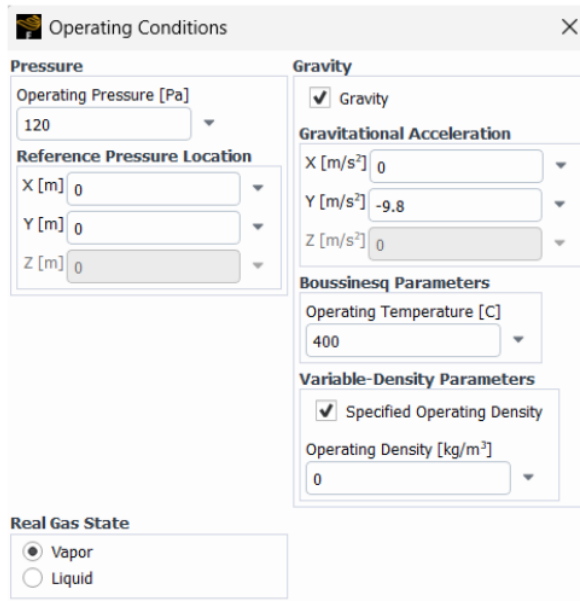 Operating Conditions
Pressure
Operating Pressure [Pa]
120
Reference Pressure Location
X [m] 0
Y [m] 0
Z [m] 0
Gravity
Gravity
Gravitational Acceleration
X [m/s²] 0
Y [m/s²] -9.8
Z [m/s²] 0
Boussinesq Parameters
Operating Temperature [C]
400
Variable-Density Parameters
Specified Operating Density
Operating Density [kg/m³]
0
Real Gas State
Vapor
Liquid